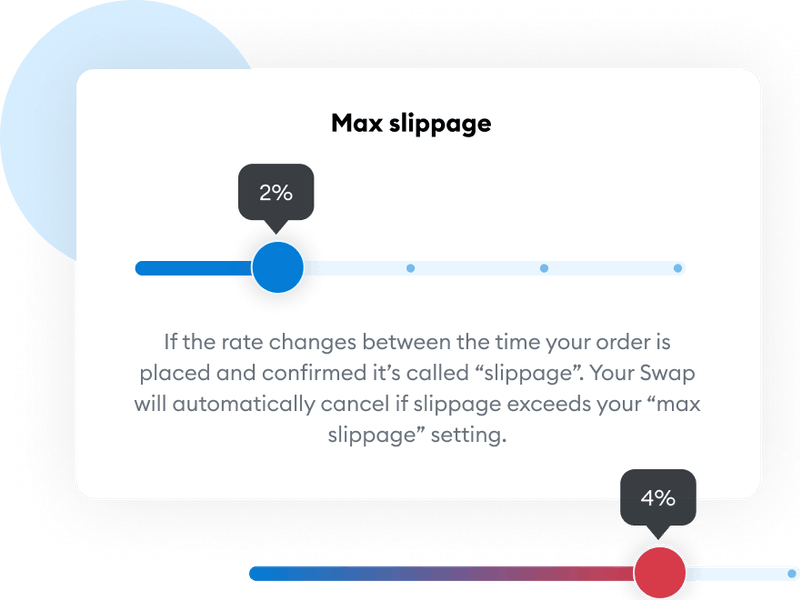 Max slippage
2%
If the rate changes between the time your order is
placed and confirmed it’s called “slippage”. Your Swap
will automatically cancel if slippage exceeds your “max
slippage” setting.
4%